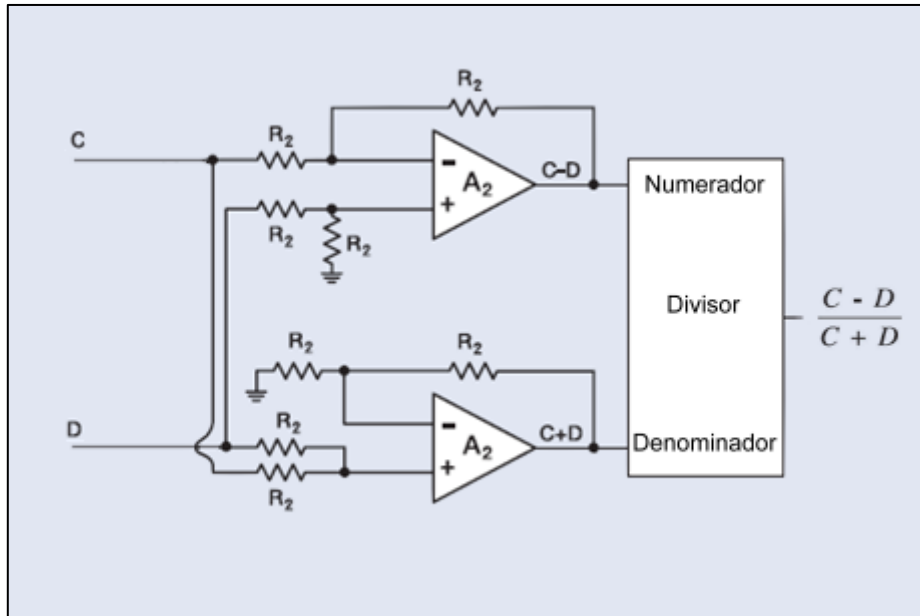 R₂
C
R₂
C−D
Numerador
A₂
R₂
R₂
Divisor
C - D
C + D
R₂
R₂
D
R₂
C+D
Denominador
A₂
R₂